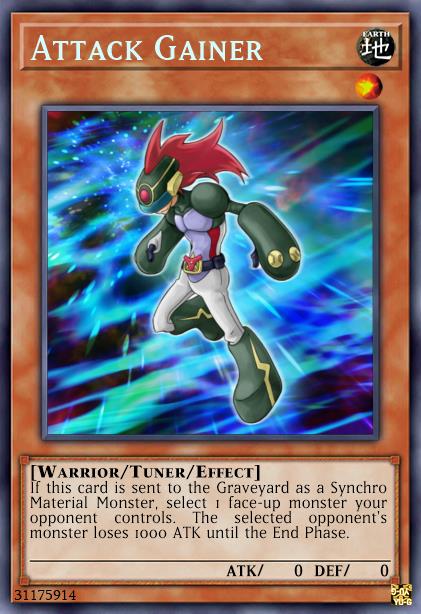 ATTACK GAINER
EARTH
地
[WARRIOR/TUNER/EFFECT]
If this card is sent to the Graveyard as a Synchro
Material Monster, select 1 face-up monster your
opponent controls. The selected opponent's
monster loses 1000 ATK until the End Phase.
ATK/ 0 DEF/ 0
31175914